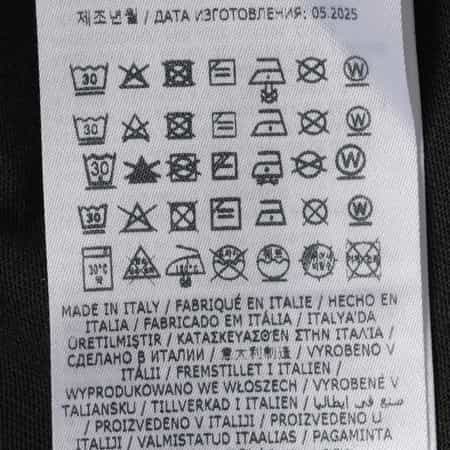 제조년월 / ДАТА ИЗГОТОВЛЕНИЯ: 05.2025
30 W
30 W
30 W
30 W
30°C
MADE IN ITALY / FABRIQUÉ EN ITALIE / HECHO EN
ITALIA / FABRICADO EM ITÁLIA / ITALYA'DA
ÜRETILMIŞTIR / ΚΑΤΑΣΚΕΥΑΣΘΕΝ ΣΤΗΝ ΙΤΑΛΊΑ /
СДЕЛАНО В ИТАЛИИ / 意大利制造 / VYROBENO V
ITÁLII / FREMSTILLET I ITALIEN /
WYPRODUKOWANO WE WŁOSZECH / VYROBENÉ V
TALIANSKU / TILLVERKAD I ITALIEN / صنع في إيطاليا
/ PROIZVEDENO V ITALIJI / PROIZVEDENO U
ITALIJI / VALMISTATUD ITAALIAS / PAGAMINTA